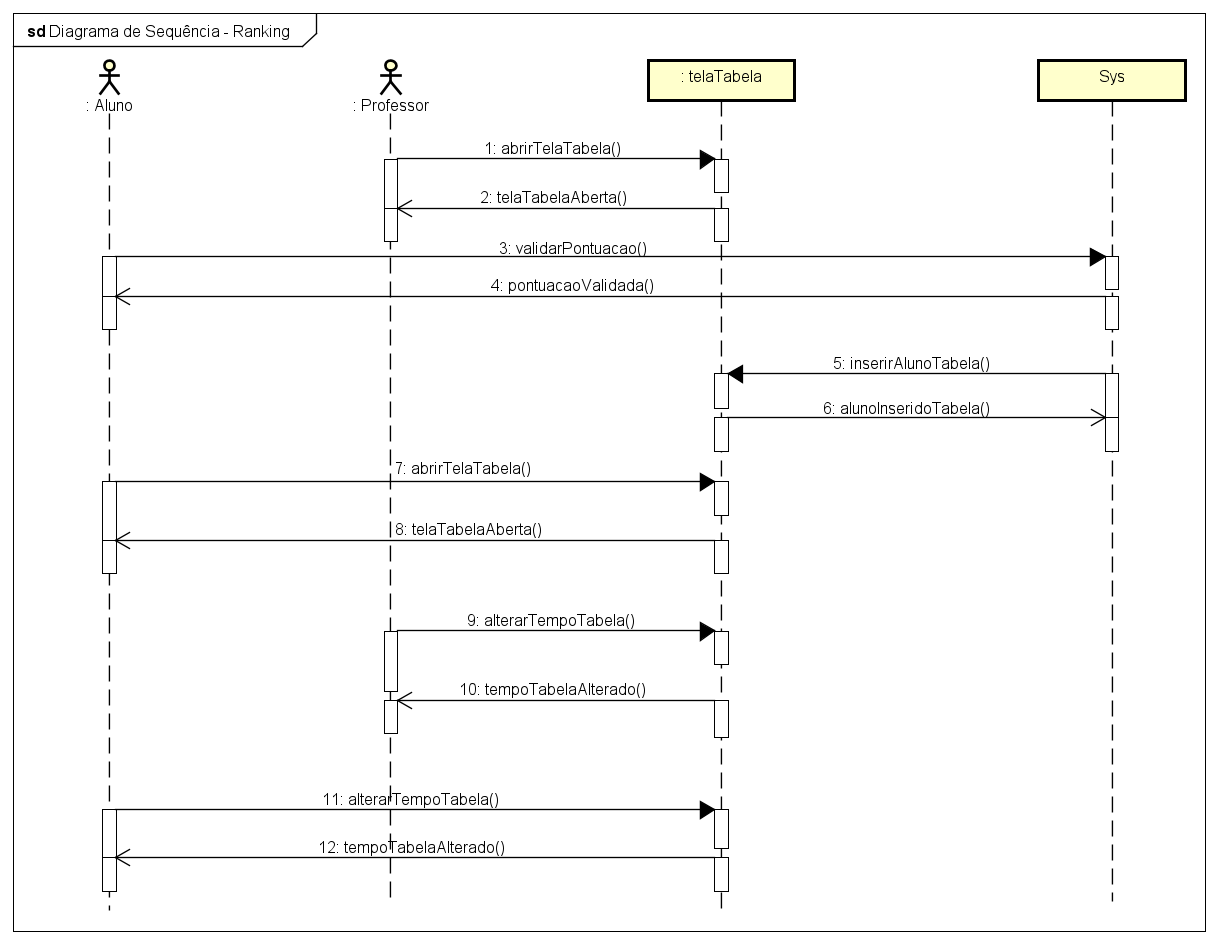 sd Diagrama de Sequência - Ranking
: Aluno
: Professor
: telaTabela
Sys
1: abrirTelaTabela()
2: telaTabelaAberta()
3: validarPontuacao()
4: pontuacaoValidada()
5: inserirAlunoTabela()
6: alunoInseridoTabela()
7: abrirTelaTabela()
8: telaTabelaAberta()
9: alterarTempoTabela()
10: tempoTabelaAlterado()
11: alterarTempoTabela()
12: tempoTabelaAlterado()